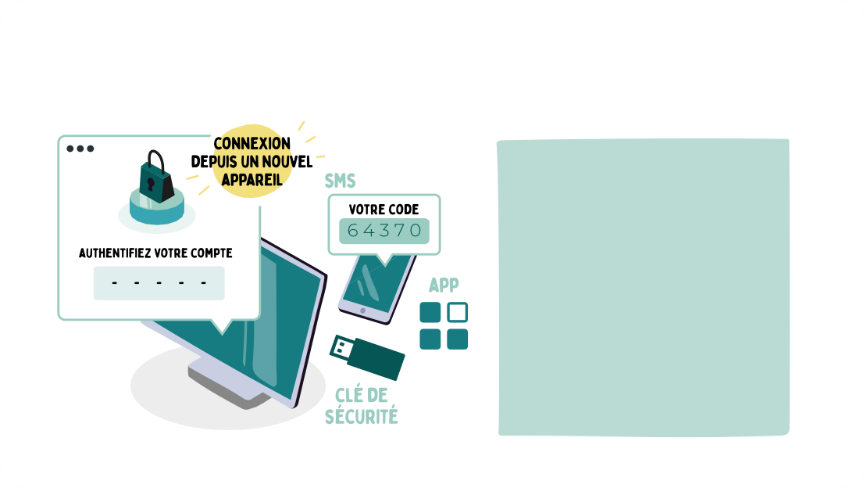 CONNEXION
DEPUIS UN NOUVEL
APPAREIL
AUTHENTIFIEZ VOTRE COMPTE
- - - - -
SMS
VOTRE CODE
64370
APP
CLÉ DE
SÉCURITÉ